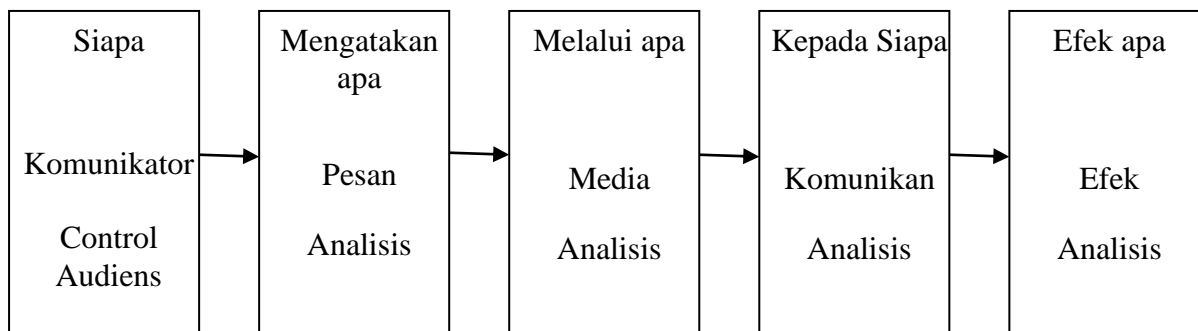 Siapa
Komunikator
Control
Audiens
Mengatakan
apa
Pesan
Analisis
Melalui apa
Media
Analisis
Kepada Siapa
Komunikan
Analisis
Efek apa
Efek
Analisis